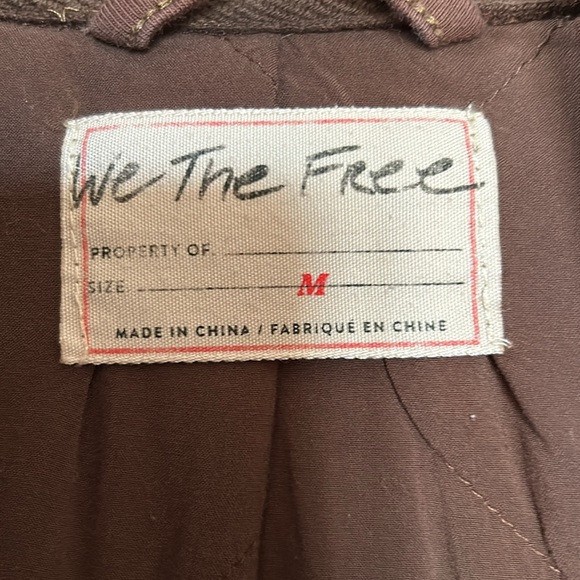 We The Free
PROPERTY OF.
SIZE M
MADE IN CHINA / FABRIQUÉ EN CHINE